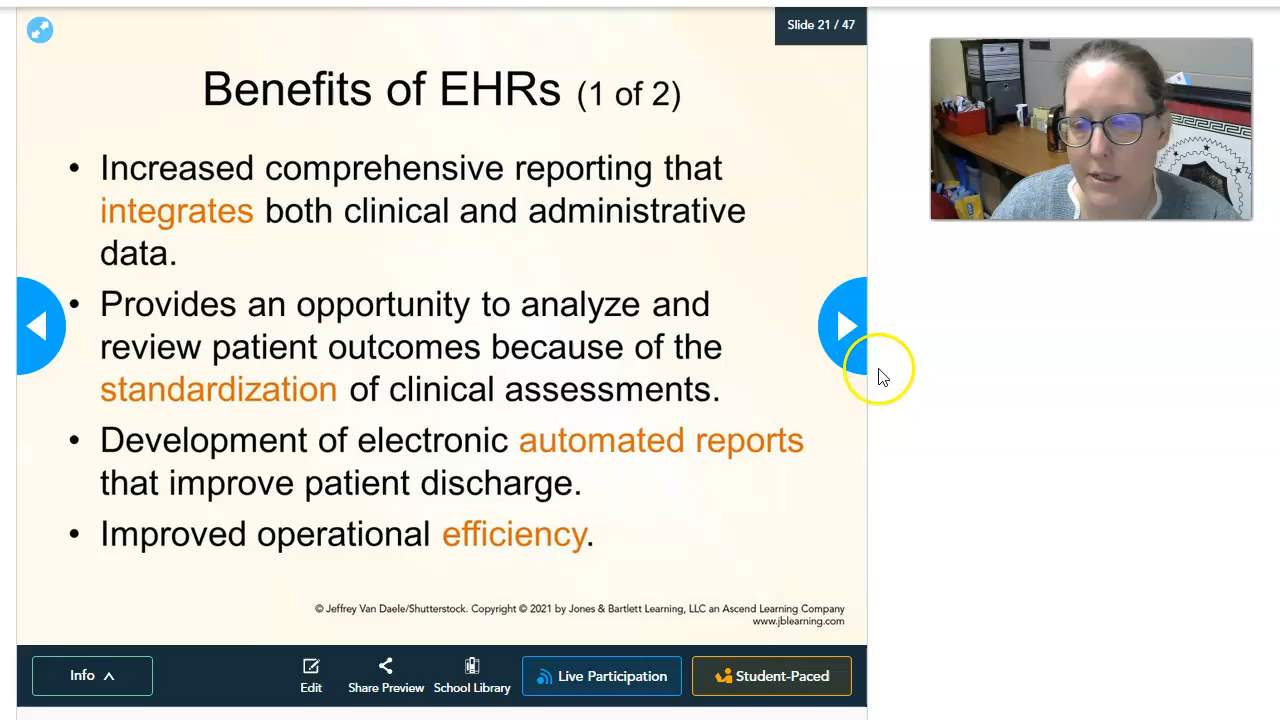 Slide 21 / 47
Benefits of EHRs (1 of 2)
• Increased comprehensive reporting that
integrates both clinical and administrative
data.
• Provides an opportunity to analyze and
review patient outcomes because of the
standardization of clinical assessments.
• Development of electronic automated reports
that improve patient discharge.
• Improved operational efficiency.
© Jeffrey Van Daele/Shutterstock. Copyright © 2021 by Jones & Bartlett Learning, LLC an Ascend Learning Company
www.jblearning.com
Info
Edit
Share Preview
School Library
Live Participation
Student-Paced